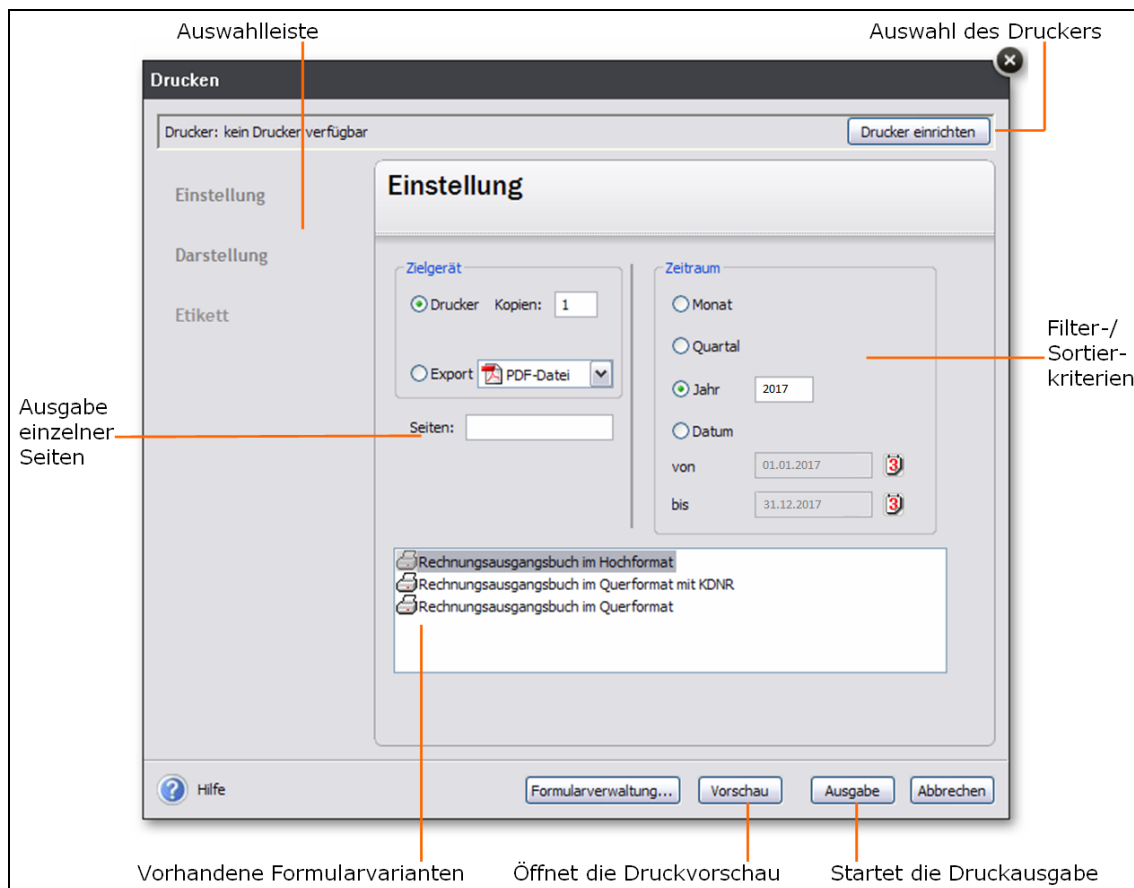 Auswahlleiste
Auswahl des Druckers
Drucken
Drucker: kein Drucker verfügbar
Drucker einrichten
Einstellung
Darstellung
Etikett
Einstellung
Zielgerät
Drucker Kopien: 1
Export PDF-Datei
Seiten:
Zeitraum
Monat
Quartal
Jahr 2017
Datum
von 01.01.2017 3
bis 31.12.2017 3
Filter-/
Sortier-
kriterien
Ausgabe
einzelner
Seiten
Rechnungsausgangsbuch im Hochformat
Rechnungsausgangsbuch im Querformat mit KDNR
Rechnungsausgangsbuch im Querformat
? Hilfe
Formularverwaltung...
Vorschau
Ausgabe
Abbrechen
Vorhandene Formularvarianten
Öffnet die Druckvorschau
Startet die Druckausgabe